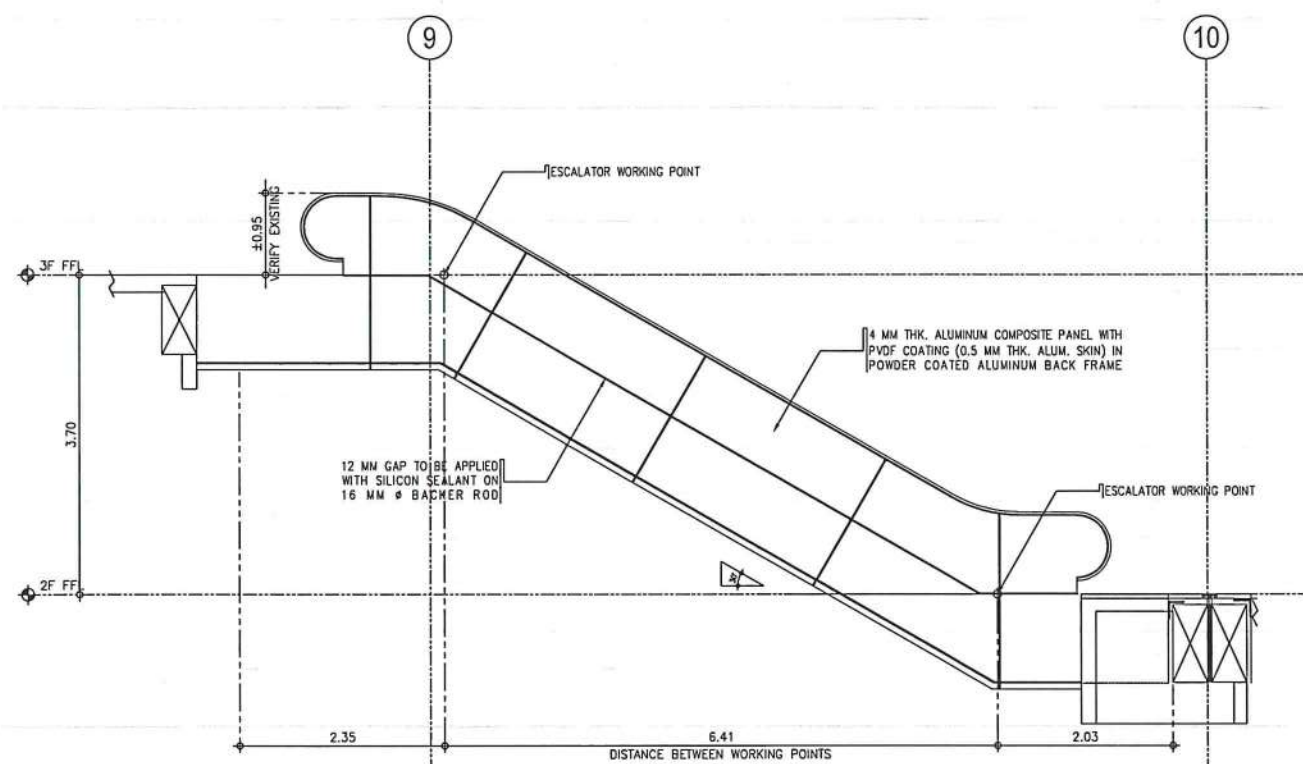 9
10
ESCALATOR WORKING POINT
±0.95
VERIFY EXISTING
3F FFL
4 MM THK. ALUMINUM COMPOSITE PANEL WITH
PVDF COATING (0.5 MM THK. ALUM. SKIN) IN
POWDER COATED ALUMINUM BACK FRAME
3.70
12 MM GAP TO BE APPLIED
WITH SILICON SEALANT ON
16 MM ø BACKER ROD
ESCALATOR WORKING POINT
30°
2F FFL
2.35
6.41
2.03
DISTANCE BETWEEN WORKING POINTS